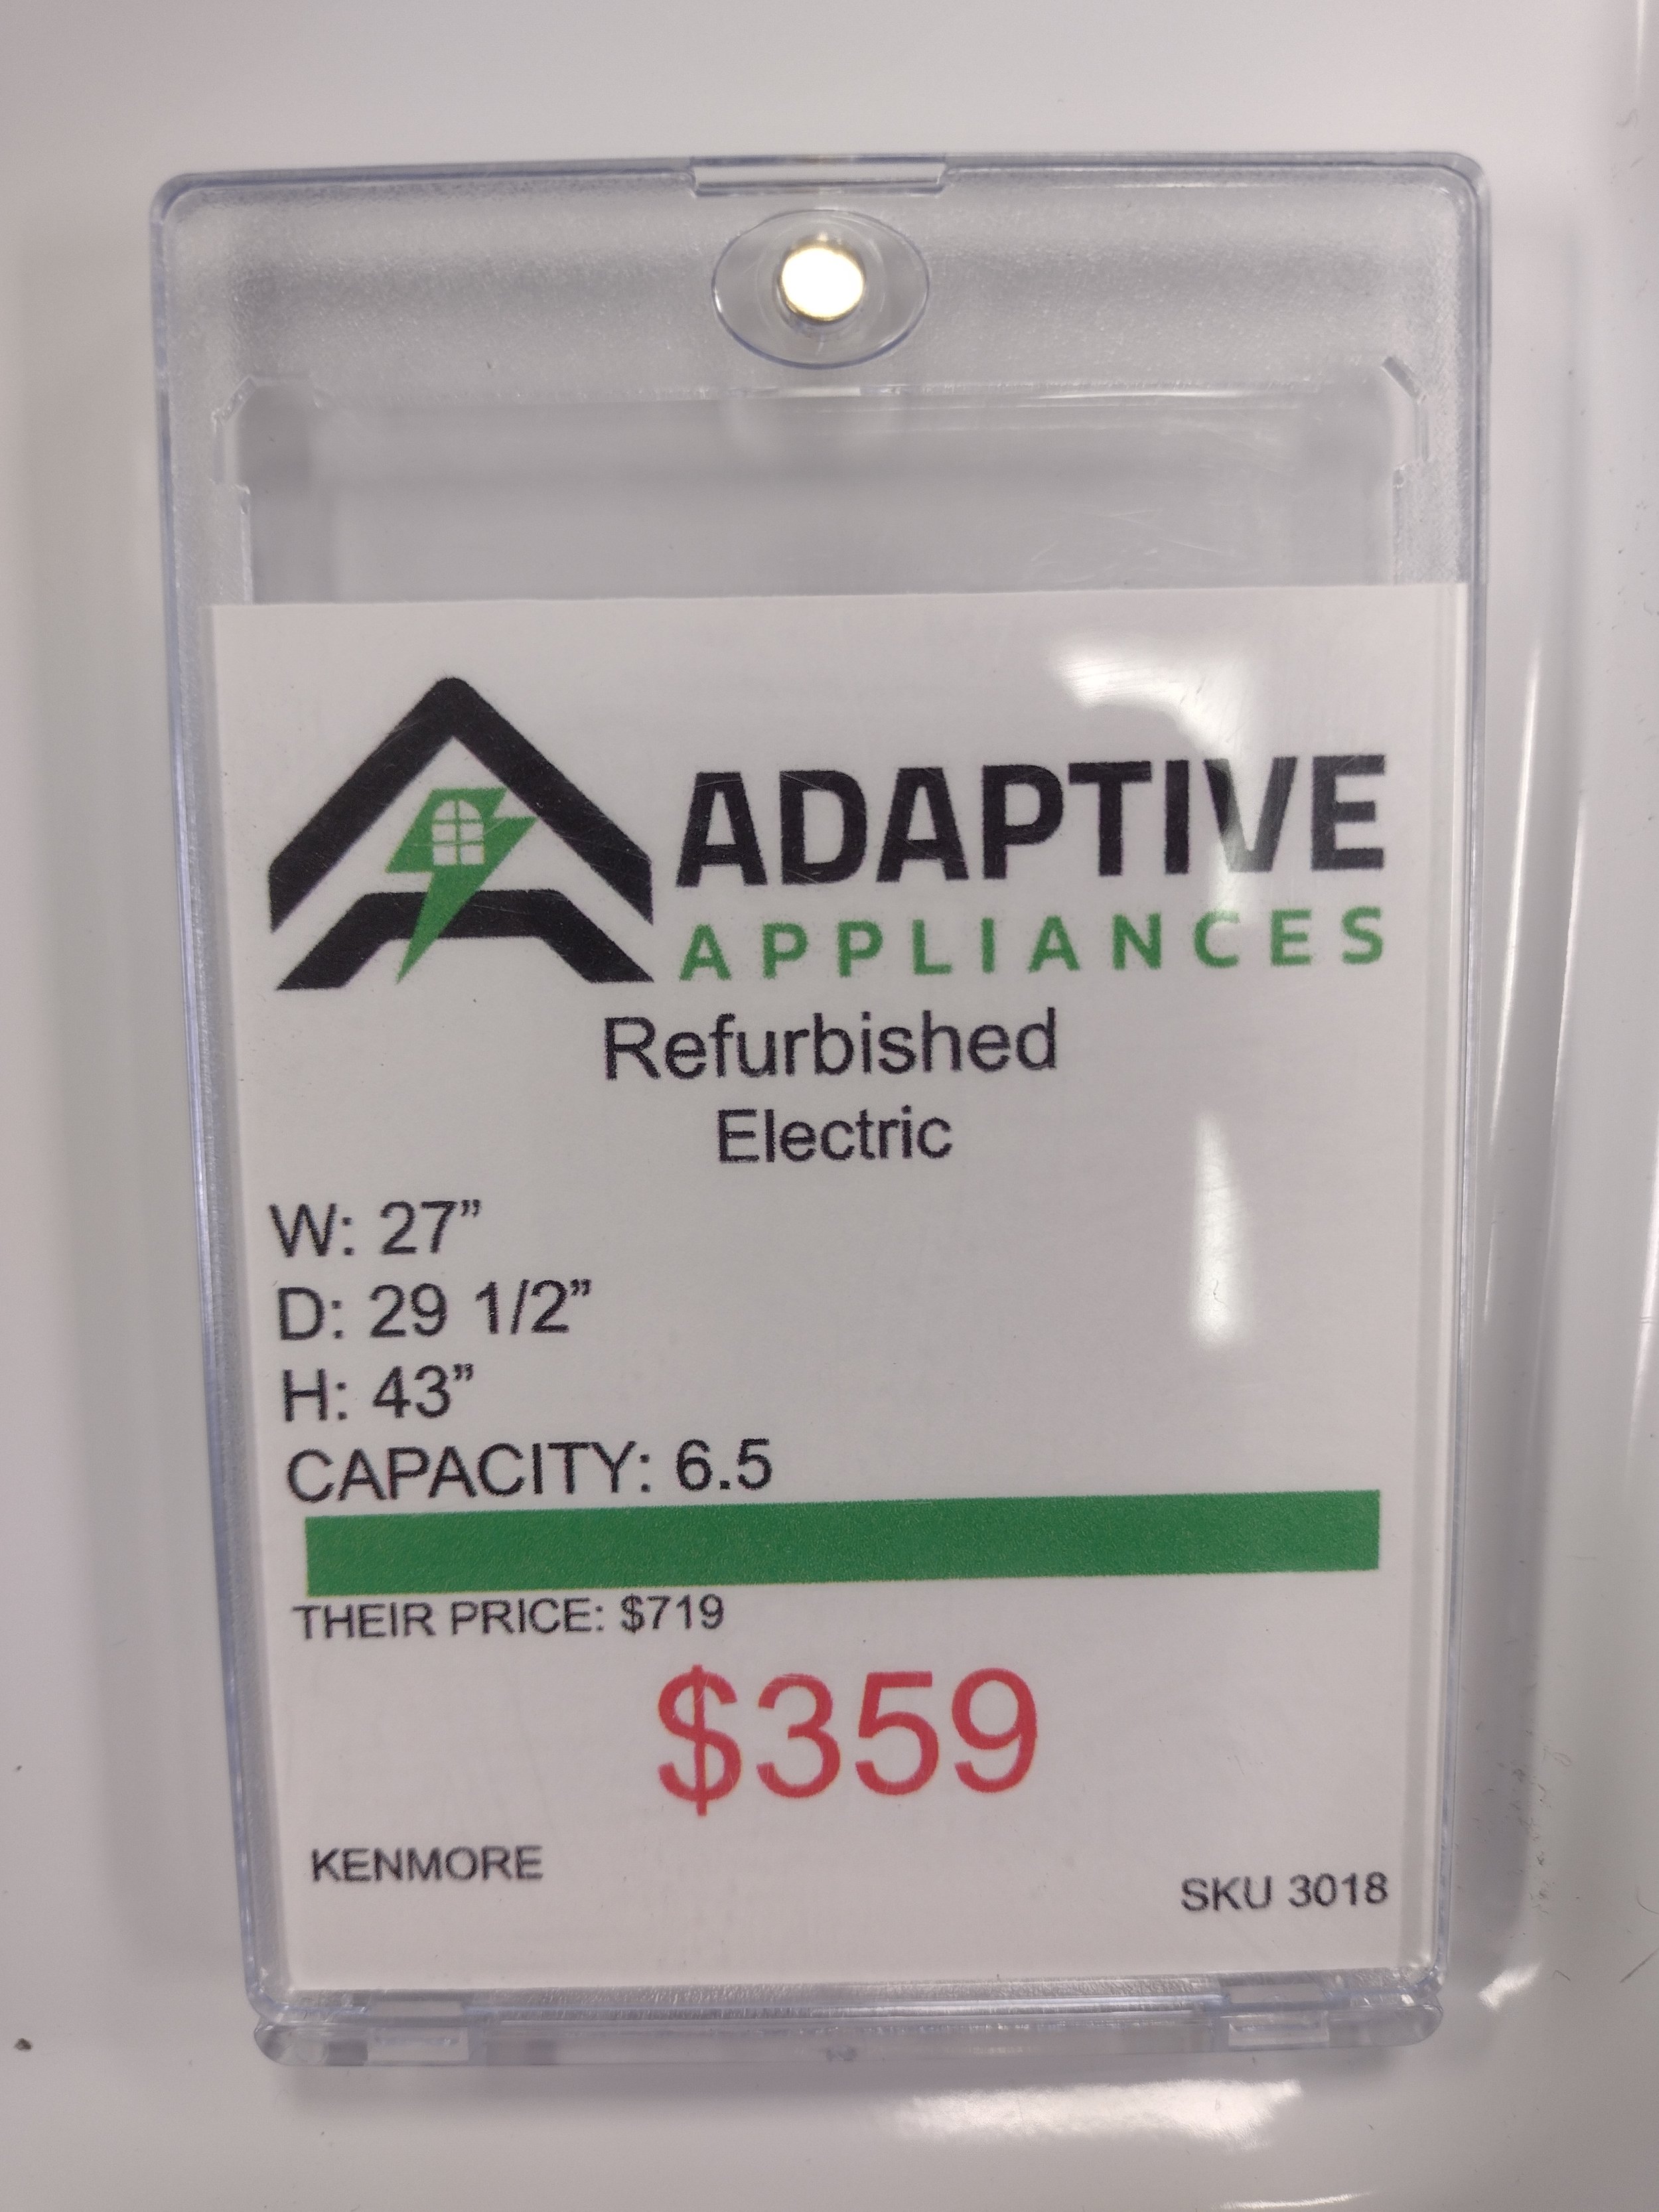 ADAPTIVE
APPLIANCES
Refurbished
Electric
W: 27”
D: 29 1/2”
H: 43”
CAPACITY: 6.5
THEIR PRICE: $719
$359
KENMORE
SKU 3018